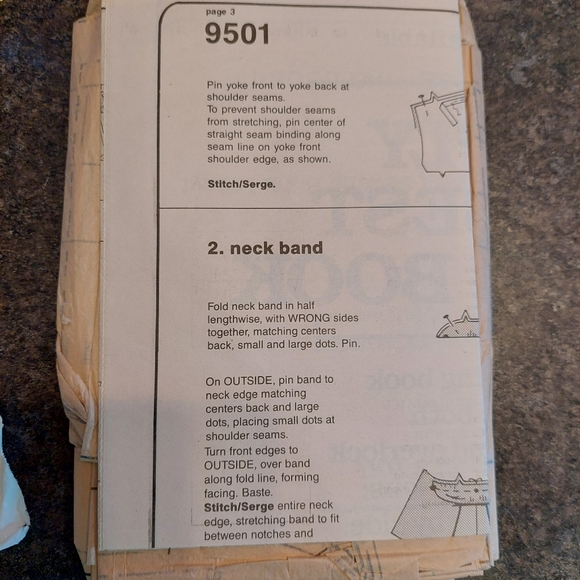 page 3
9501
Pin yoke front to yoke back at
shoulder seams.
To prevent shoulder seams
from stretching, pin center of
straight seam binding along
seam line on yoke front
shoulder edge, as shown.
Stitch/Serge.
2. neck band
Fold neck band in half
lengthwise, with WRONG sides
together, matching centers
back, small and large dots. Pin.
On OUTSIDE, pin band to
neck edge matching
centers back and large
dots, placing small dots at
shoulder seams.
Turn front edges to
OUTSIDE, over band
along fold line, forming
facing. Baste.
Stitch/Serge entire neck
edge, stretching band to fit
between notches and